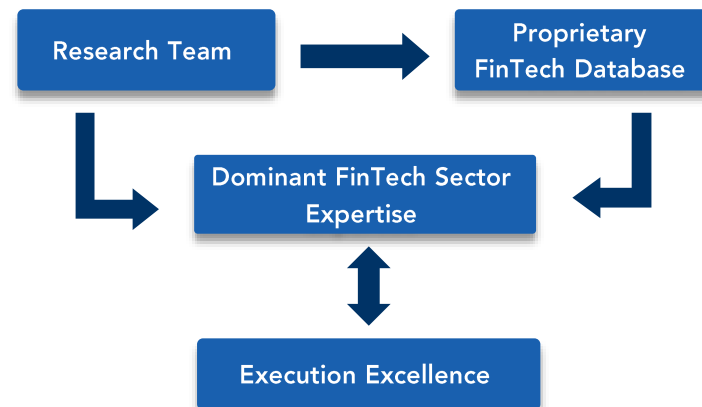 Research Team
Proprietary
FinTech Database
Dominant FinTech Sector
Expertise
Execution Excellence